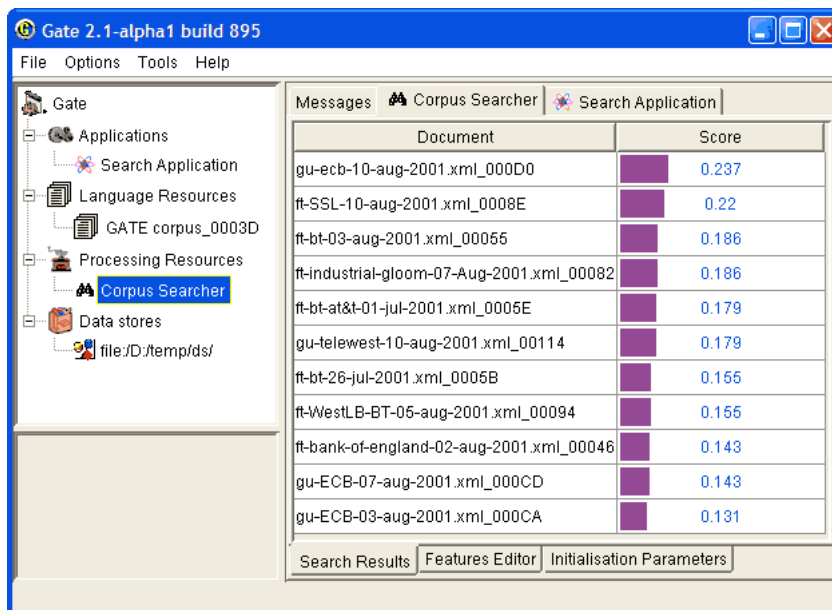 Gate 2.1-alpha1 build 895
File Options Tools Help
Gate
Applications
Search Application
Language Resources
GATE corpus_0003D
Processing Resources
Corpus Searcher
Data stores
file:/D:/temp/ds/
Messages Corpus Searcher Search Application
Document Score
gu-ecb-10-aug-2001.xml_000D0 0.237
ft-SSL-10-aug-2001.xml_0008E 0.22
ft-bt-03-aug-2001.xml_00055 0.186
ft-industrial-gloom-07-Aug-2001.xml_00082 0.186
ft-bt-at&t-01-jul-2001.xml_0005E 0.179
gu-telewest-10-aug-2001.xml_00114 0.179
ft-bt-26-jul-2001.xml_0005B 0.155
ft-WestLB-BT-05-aug-2001.xml_00094 0.155
ft-bank-of-england-02-aug-2001.xml_00046 0.143
gu-ECB-07-aug-2001.xml_000CD 0.143
gu-ECB-03-aug-2001.xml_000CA 0.131
Search Results Features Editor Initialisation Parameters